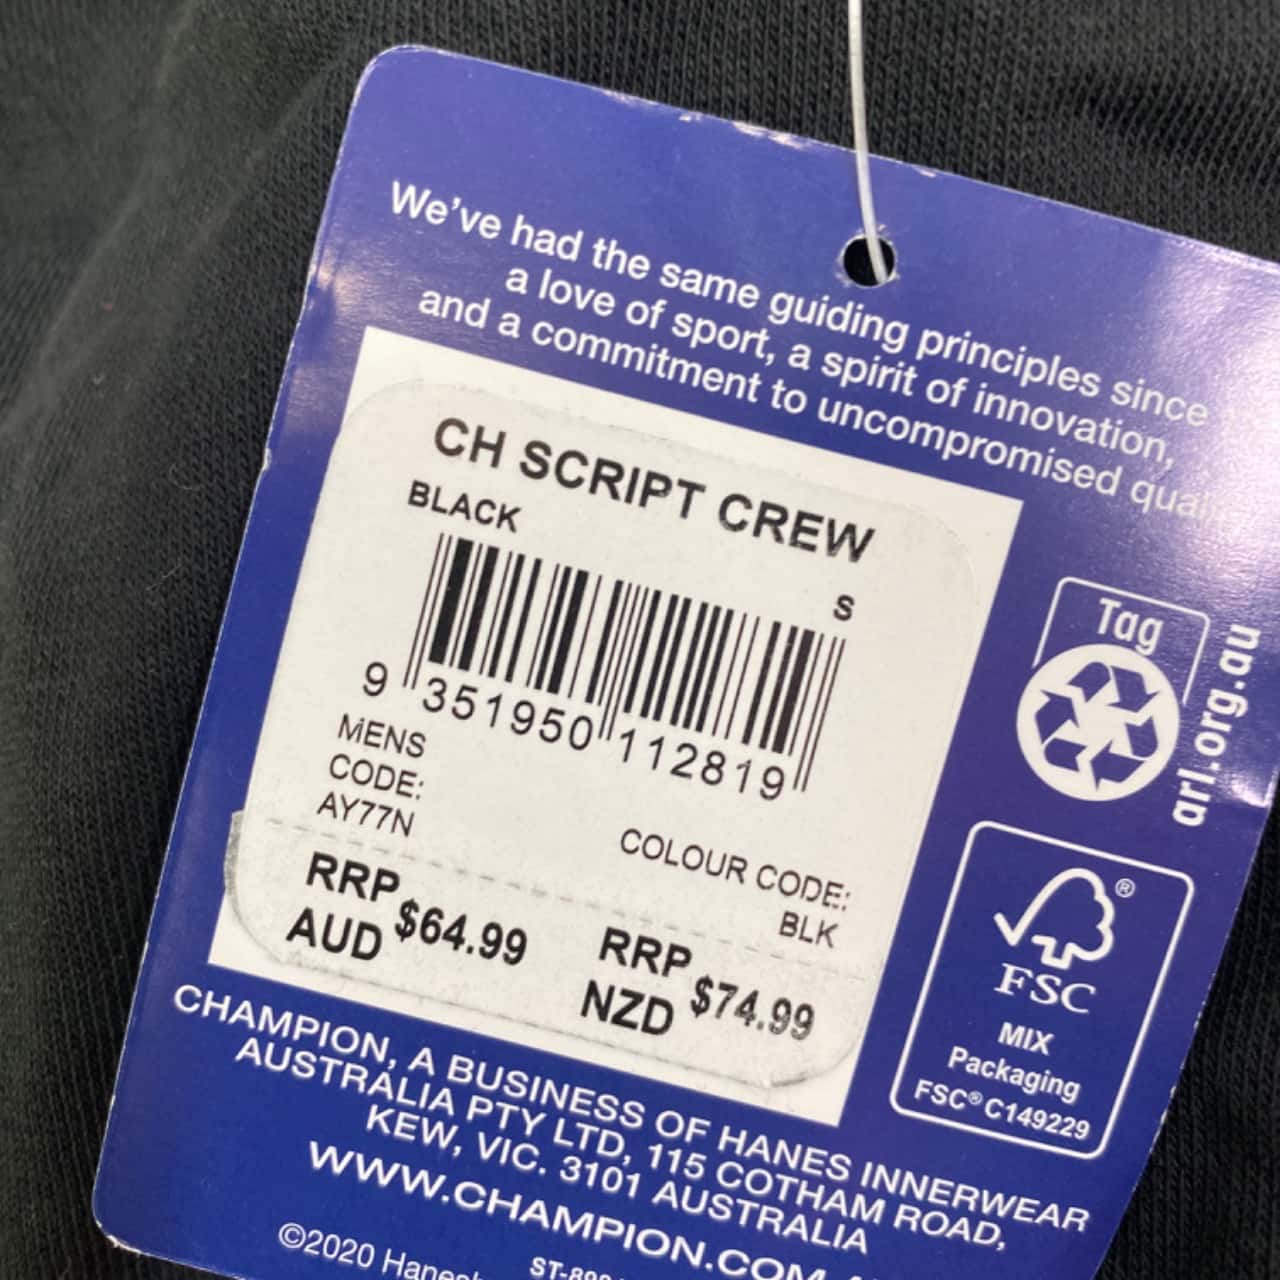 We've had the same guiding principles since
a love of sport, a spirit of innovation,
and a commitment to uncompromised
CH SCRIPT CREW
BLACK
S
9 351950 112819
MENS
CODE:
AY77N
COLOUR CODE:
BLK
RRP
AUD $64.99
RRP
NZD $74.99
Tag
arl.org.au
FSC®
MIX
Packaging
FSC® C149229
CHAMPION, A BUSINESS OF HANES INNERWEAR
AUSTRALIA PTY LTD, 115 COTHAM ROAD,
KEW, VIC. 3101 AUSTRALIA
WWW.CHAMPION.COM
©2020